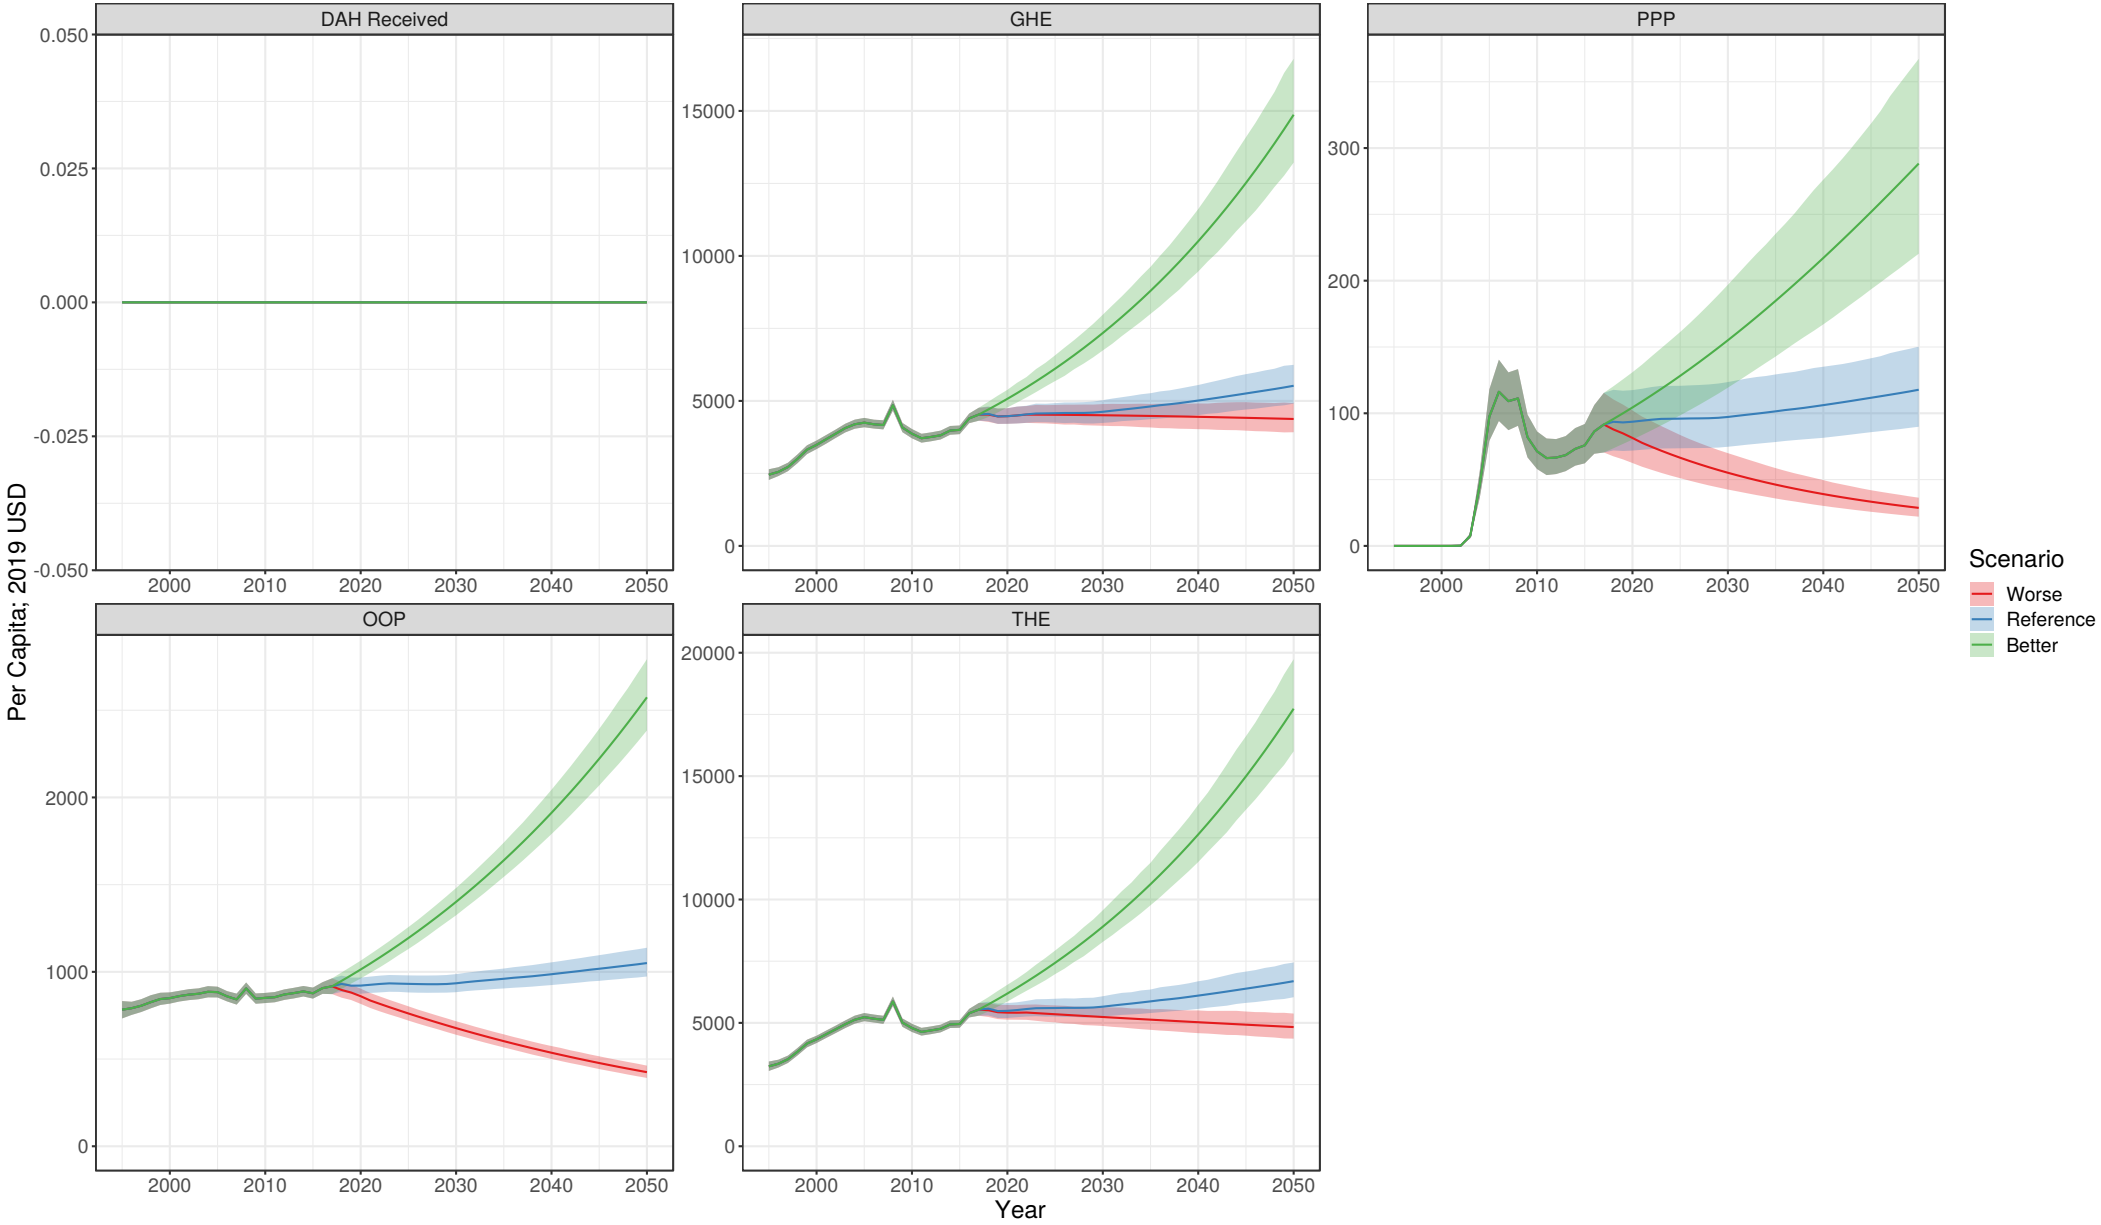 DAH Received
GHE
PPP
0.050
0.025
0.000
-0.025
-0.050
2000 2010 2020 2030 2040 2050
15000
10000
5000
0
2000 2010 2020 2030 2040 2050
300
200
100
0
2000 2010 2020 2030 2040 2050
OOP
THE
2000
1000
0
2000 2010 2020 2030 2040 2050
20000
15000
10000
5000
0
2000 2010 2020 2030 2040 2050
Per Capita; 2019 USD
Year
Scenario
Worse
Reference
Better